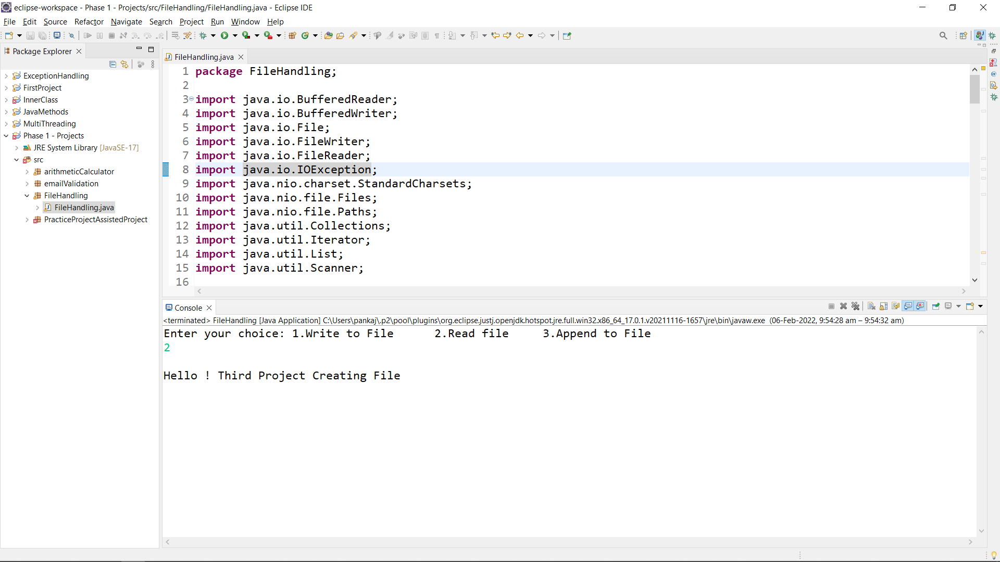 eclipse-workspace - Phase 1 - Projects/src/FileHandling/FileHandling.java - Eclipse IDE
File Edit Source Refactor Navigate Search Project Run Window Help
Package Explorer
ExceptionHandling
FirstProject
InnerClass
JavaMethods
MultiThreading
Phase 1 - Projects
JRE System Library [JavaSE-17]
src
arithmeticCalculator
emailValidation
FileHandling
FileHandling.java
PracticeProjectAssistedProject
FileHandling.java
1 package FileHandling;
2
3 import java.io.BufferedReader;
4 import java.io.BufferedWriter;
5 import java.io.File;
6 import java.io.FileWriter;
7 import java.io.FileReader;
8 import java.io.IOException;
9 import java.nio.charset.StandardCharsets;
10 import java.nio.file.Files;
11 import java.nio.file.Paths;
12 import java.util.Collections;
13 import java.util.Iterator;
14 import java.util.List;
15 import java.util.Scanner;
16
Console
<terminated> FileHandling [Java Application] C:\Users\pankaj\.p2\pool\plugins\org.eclipse.justj.openjdk.hotspot.jre.full.win32.x86_64_17.0.1.v20211116-1657\jre\bin\javaw.exe (06-Feb-2022, 9:54:28 am – 9:54:32 am)
Enter your choice: 1.Write to File 2.Read file 3.Append to File
2
Hello ! Third Project Creating File